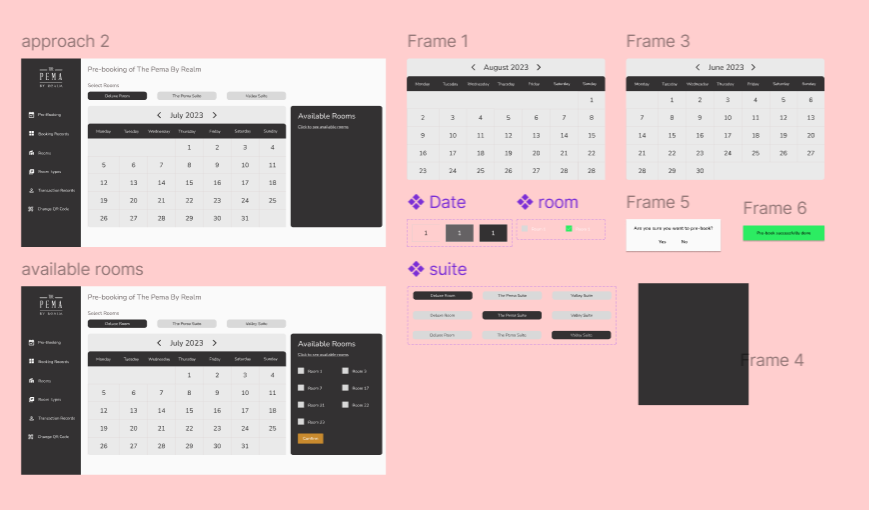 approach 2
THE
PEMA
BY REALM
Pre-booking of The Pema By Realm
Select Rooms
Deluxe Room The Pema Suite Valley Suite
Pre-Booking
Booking Records
Rooms
Room Types
Transaction Records
Change QR Code
July 2023
Monday Tuesday Wednesday Thursday Friday Saturday Sunday
1 2 3 4
5 6 7 8 9 10 11
12 13 14 15 16 17 18
19 20 21 22 23 24 25
26 27 28 29 30 31
Available Rooms
Click to see available rooms
Frame 1
August 2023
Monday Tuesday Wednesday Thursday Friday Saturday Sunday
1
2 3 4 5 6 7 8
9 10 11 12 13 14 15
16 17 18 19 20 21 22
23 24 25 26 27 28 28
Frame 3
June 2023
Monday Tuesday Wednesday Thursday Friday Saturday Sunday
1 2 3 4 5 6
7 8 9 10 11 12 13
14 15 16 17 18 19 20
21 22 23 24 25 26 27
28 29 30
Date
1 1 1
room
Frame 5
Are you sure you want to pre-book?
Yes No
Frame 6
Pre-book successfully done
available rooms
THE
PEMA
BY REALM
Pre-booking of The Pema By Realm
Select Rooms
Deluxe Room The Pema Suite Valley Suite
Pre-Booking
Booking Records
Rooms
Room Types
Transaction Records
Change QR Code
July 2023
Monday Tuesday Wednesday Thursday Friday Saturday Sunday
1 2 3 4
5 6 7 8 9 10 11
12 13 14 15 16 17 18
19 20 21 22 23 24 25
26 27 28 29 30 31
Available Rooms
Click to see available rooms
Room 1 Room 3
Room 7 Room 17
Room 21 Room 22
Room 23
Confirm
suite
Deluxe Room The Pema Suite Valley Suite
Deluxe Room The Pema Suite Valley Suite
Deluxe Room The Pema Suite Valley Suite
Frame 4